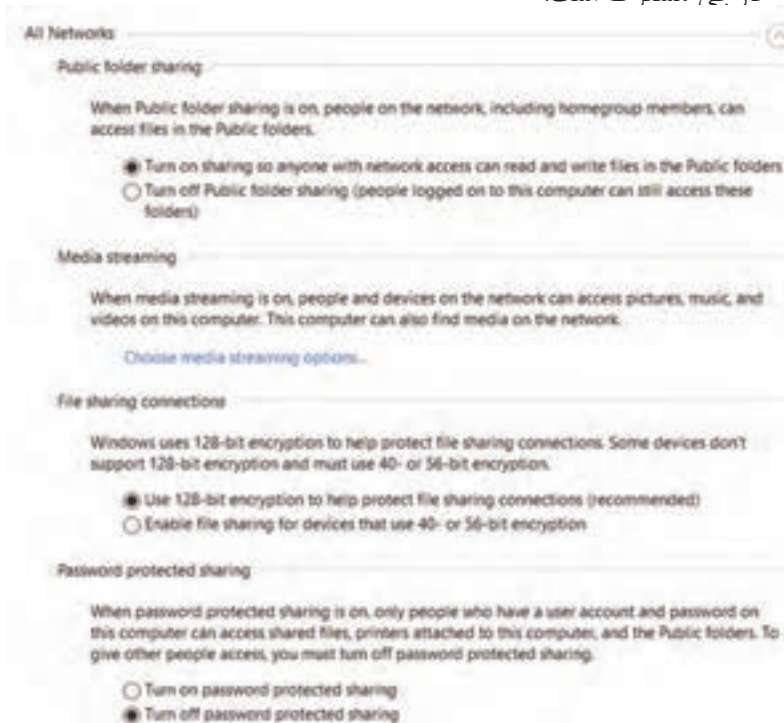 All Networks
Public folder sharing
When Public folder sharing is on, people on the network, including homegroup members, can
access files in the Public folders.
Turn on sharing so anyone with network access can read and write files in the Public folders
Turn off Public folder sharing (people logged on to this computer can still access these
folders)
Media streaming
When media streaming is on, people and devices on the network can access pictures, music, and
videos on this computer. This computer can also find media on the network.
Choose media streaming options...
File sharing connections
Windows uses 128-bit encryption to help protect file sharing connections. Some devices don't
support 128-bit encryption and must use 40- or 56-bit encryption.
Use 128-bit encryption to help protect file sharing connections (recommended)
Enable file sharing for devices that use 40- or 56-bit encryption
Password protected sharing
When password protected sharing is on, only people who have a user account and password on
this computer can access shared files, printers attached to this computer, and the Public folders. To
give other people access, you must turn off password protected sharing.
Turn on password protected sharing
Turn off password protected sharing